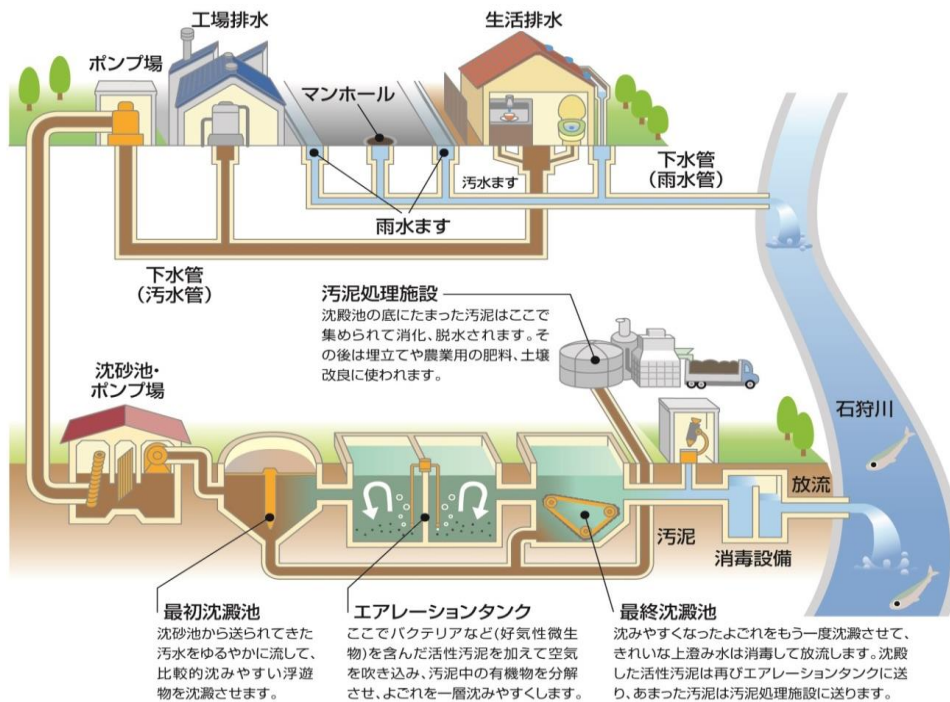 工場排水
生活排水
ポンプ場
マンホール
汚水ます
下水管
(雨水管)
雨水ます
下水管
(汚水管)
汚泥処理施設
沈殿池の底にたまった汚泥はここで
集められて消化、脱水されます。そ
の後は埋立てや農業用の肥料、土壌
改良に使われます。
沈砂池・
ポンプ場
石狩川
放流
汚泥
消毒設備
最初沈澱池
沈砂池から送られてきた
汚水をゆるやかに流して、
比較的沈みやすい浮遊
物を沈澱させます。
エアレーションタンク
ここでバクテリアなど(好気性微生
物)を含んだ活性汚泥を加えて空気
を吹き込み、汚泥中の有機物を分解
させ、よごれを一層沈みやすくします。
最終沈澱池
沈みやすくなったよごれをもう一度沈澱させて、
きれいな上澄み水は消毒して放流します。沈殿
した活性汚泥は再びエアレーションタンクに送
り、あまった汚泥は汚泥処理施設に送ります。